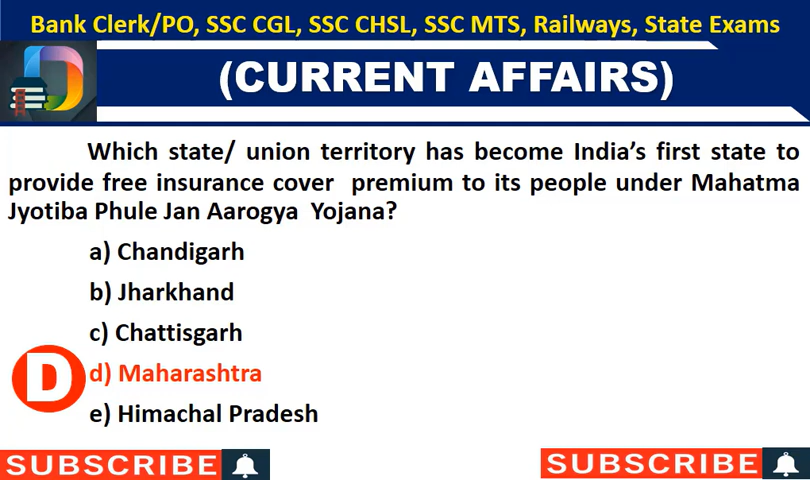 Bank Clerk/PO, SSC CGL, SSC CHSL, SSC MTS, Railways, State Exams
(CURRENT AFFAIRS)
Which state/ union territory has become India's first state to
provide free insurance cover premium to its people under Mahatma
Jyotiba Phule Jan Aarogya Yojana?
a) Chandigarh
b) Jharkhand
c) Chattisgarh
D d) Maharashtra
e) Himachal Pradesh
SUBSCRIBE SUBSCRIBE